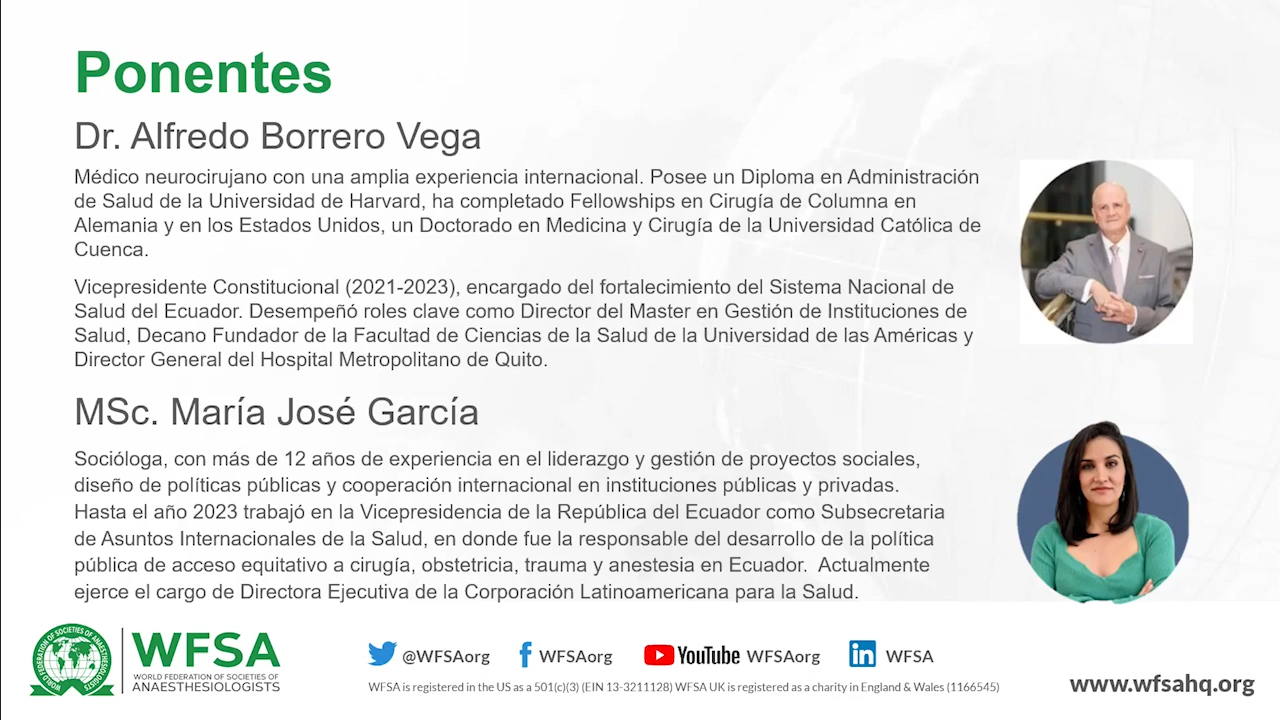 Ponentes
Dr. Alfredo Borrero Vega
Médico neurocirujano con una amplia experiencia internacional. Posee un Diploma en Administración
de Salud de la Universidad de Harvard, ha completado Fellowships en Cirugía de Columna en
Alemania y en los Estados Unidos, un Doctorado en Medicina y Cirugía de la Universidad Católica de
Cuenca.
Vicepresidente Constitucional (2021-2023), encargado del fortalecimiento del Sistema Nacional de
Salud del Ecuador. Desempeñó roles clave como Director del Master en Gestión de Instituciones de
Salud, Decano Fundador de la Facultad de Ciencias de la Salud de la Universidad de las Américas y
Director General del Hospital Metropolitano de Quito.
MSc. María José García
Socióloga, con más de 12 años de experiencia en el liderazgo y gestión de proyectos sociales,
diseño de políticas públicas y cooperación internacional en instituciones públicas y privadas.
Hasta el año 2023 trabajó en la Vicepresidencia de la República del Ecuador como Subsecretaria
de Asuntos Internacionales de la Salud, en donde fue la responsable del desarrollo de la política
pública de acceso equitativo a cirugía, obstetricia, trauma y anestesia en Ecuador. Actualmente
ejerce el cargo de Directora Ejecutiva de la Corporación Latinoamericana para la Salud.
WORLD FEDERATION OF SOCIETIES OF ANAESTHESIOLOGISTS
WFSA
WORLD FEDERATION OF SOCIETIES OF
ANAESTHESIOLOGISTS
@WFSAorg WFSAorg YouTube WFSAorg in WFSA
WFSA is registered in the US as a 501(c)(3) (EIN 13-3211128) WFSA UK is registered as a charity in England & Wales (1166545)
www.wfsahq.org